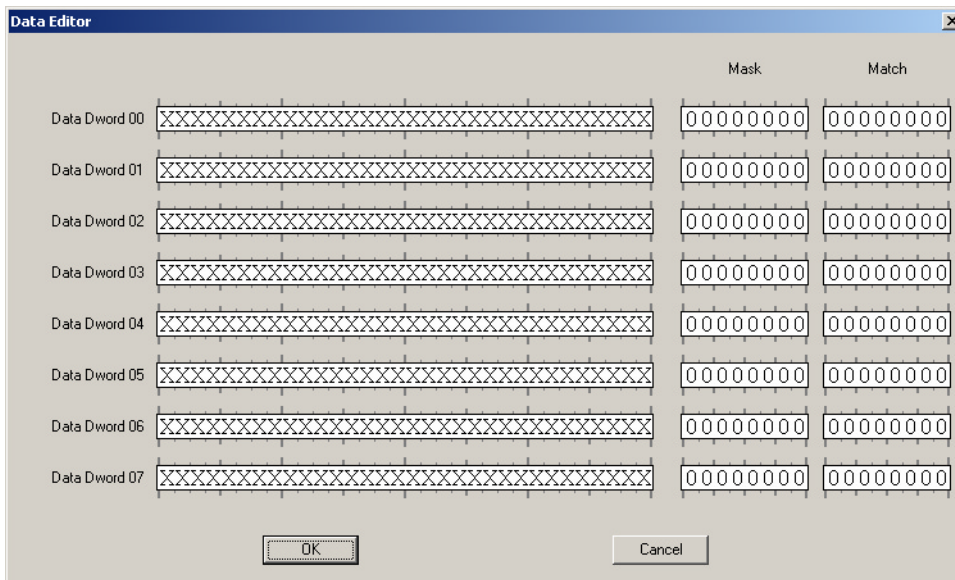 Data Editor
Mask Match
Data Dword 00 XXXXXXXXXXXXXXXXXXXXXXXXXXXXXXXX 00000000 00000000
Data Dword 01 XXXXXXXXXXXXXXXXXXXXXXXXXXXXXXXX 00000000 00000000
Data Dword 02 XXXXXXXXXXXXXXXXXXXXXXXXXXXXXXXX 00000000 00000000
Data Dword 03 XXXXXXXXXXXXXXXXXXXXXXXXXXXXXXXX 00000000 00000000
Data Dword 04 XXXXXXXXXXXXXXXXXXXXXXXXXXXXXXXX 00000000 00000000
Data Dword 05 XXXXXXXXXXXXXXXXXXXXXXXXXXXXXXXX 00000000 00000000
Data Dword 06 XXXXXXXXXXXXXXXXXXXXXXXXXXXXXXXX 00000000 00000000
Data Dword 07 XXXXXXXXXXXXXXXXXXXXXXXXXXXXXXXX 00000000 00000000
OK Cancel